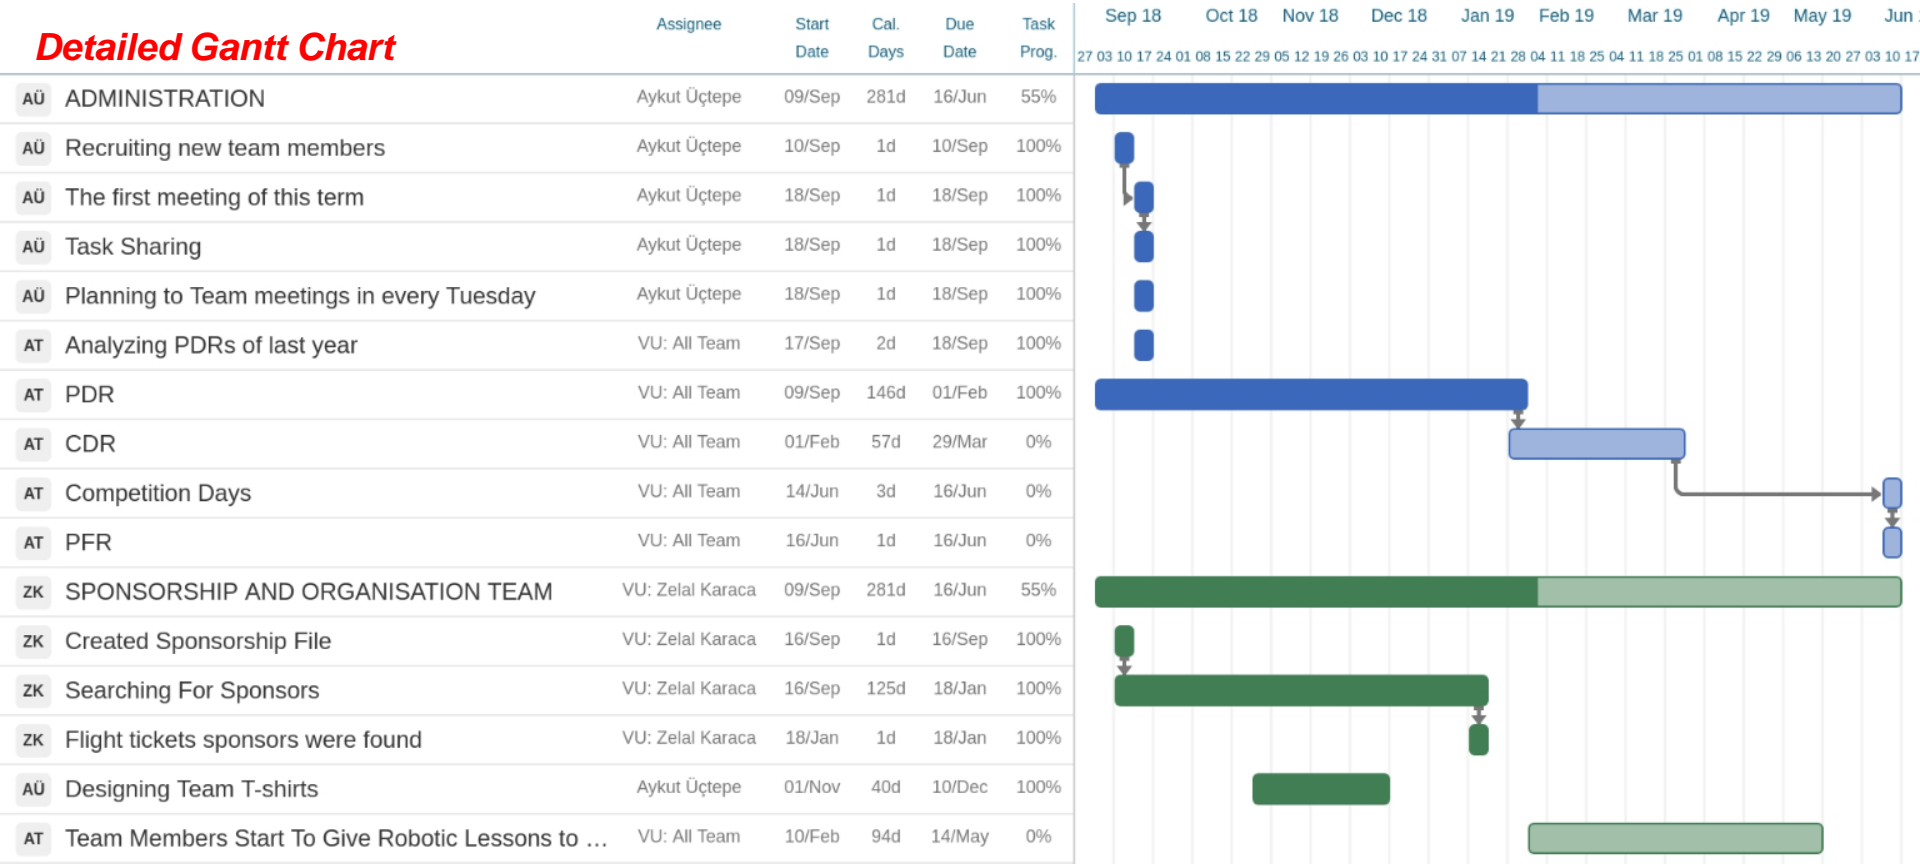 Detailed Gantt Chart
Assignee Start Date Cal. Days Due Date Task Prog.
Sep 18 Oct 18 Nov 18 Dec 18 Jan 19 Feb 19 Mar 19 Apr 19 May 19 Jun
27 03 10 17 24 01 08 15 22 29 05 12 19 26 03 10 17 24 31 07 14 21 28 04 11 18 25 04 11 18 25 01 08 15 22 29 06 13 20 27 03 10 17
AÜ ADMINISTRATION Aykut Üçtepe 09/Sep 281d 16/Jun 55%
AÜ Recruiting new team members Aykut Üçtepe 10/Sep 1d 10/Sep 100%
AÜ The first meeting of this term Aykut Üçtepe 18/Sep 1d 18/Sep 100%
AÜ Task Sharing Aykut Üçtepe 18/Sep 1d 18/Sep 100%
AÜ Planning to Team meetings in every Tuesday Aykut Üçtepe 18/Sep 1d 18/Sep 100%
AT Analyzing PDRs of last year VU: All Team 17/Sep 2d 18/Sep 100%
AT PDR VU: All Team 09/Sep 146d 01/Feb 100%
AT CDR VU: All Team 01/Feb 57d 29/Mar 0%
AT Competition Days VU: All Team 14/Jun 3d 16/Jun 0%
AT PFR VU: All Team 16/Jun 1d 16/Jun 0%
ZK SPONSORSHIP AND ORGANISATION TEAM VU: Zelal Karaca 09/Sep 281d 16/Jun 55%
ZK Created Sponsorship File VU: Zelal Karaca 16/Sep 1d 16/Sep 100%
ZK Searching For Sponsors VU: Zelal Karaca 16/Sep 125d 18/Jan 100%
ZK Flight tickets sponsors were found VU: Zelal Karaca 18/Jan 1d 18/Jan 100%
AÜ Designing Team T-shirts Aykut Üçtepe 01/Nov 40d 10/Dec 100%
AT Team Members Start To Give Robotic Lessons to … VU: All Team 10/Feb 94d 14/May 0%